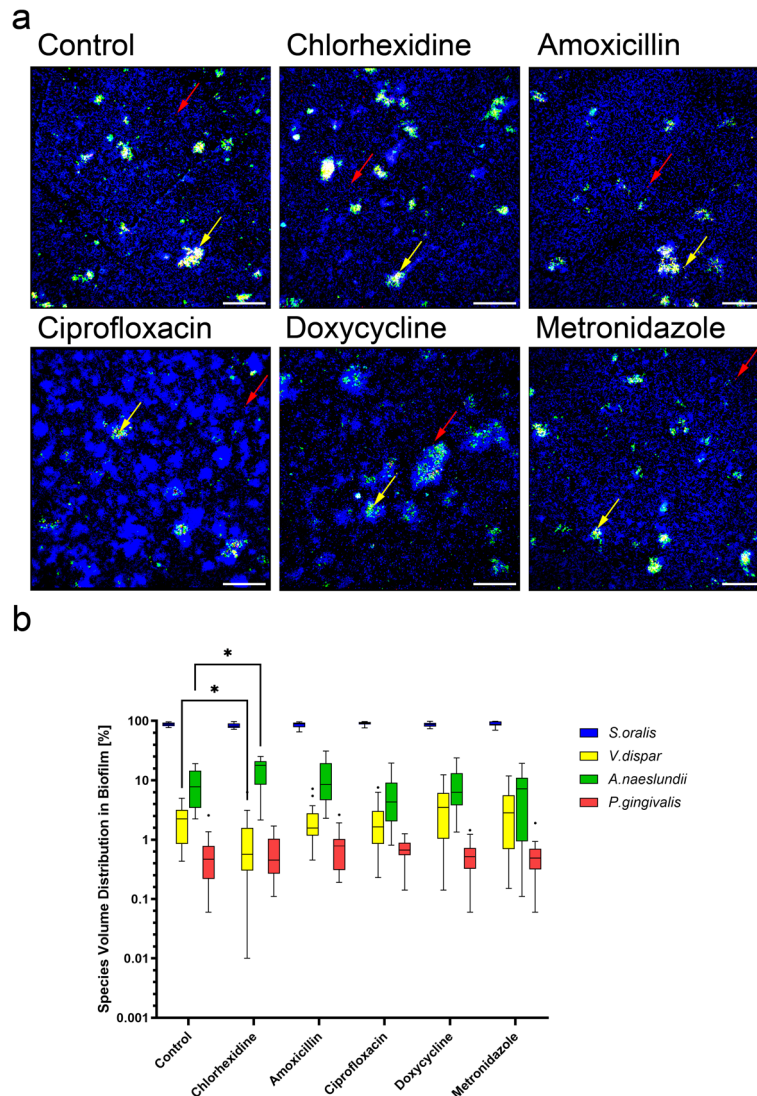 a
Control Chlorhexidine Amoxicillin
Ciprofloxacin Doxycycline Metronidazole
b
*
*
Species Volume Distribution in Biofilm [%]
100
10
1
0.1
0.01
0.001
Control Chlorhexidine Amoxicillin Ciprofloxacin Doxycycline Metronidazole
S.oralis
V.dispar
A.naeslundii
P.gingivalis